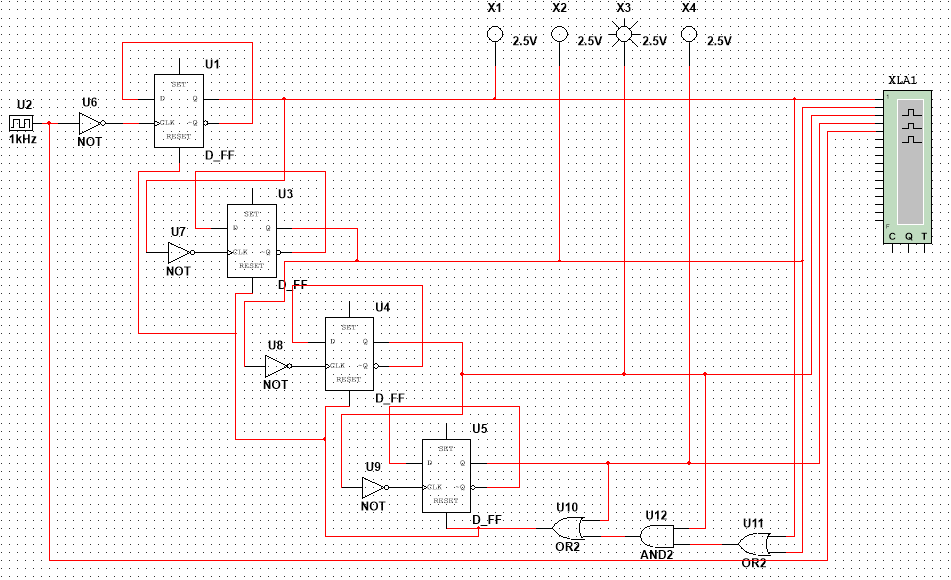 X1 X2 X3 X4
2.5V 2.5V 2.5V 2.5V
XLA1
1
F
C Q T
U2
1kHz
U6
NOT
U1
SET
D Q
CLK ~Q
RESET
D_FF
U7
NOT
U3
SET
D Q
CLK ~Q
RESET
D_FF
U8
NOT
U4
SET
D Q
CLK ~Q
RESET
D_FF
U9
NOT
U5
SET
D Q
CLK ~Q
RESET
D_FF
U10
OR2
U12
AND2
U11
OR2